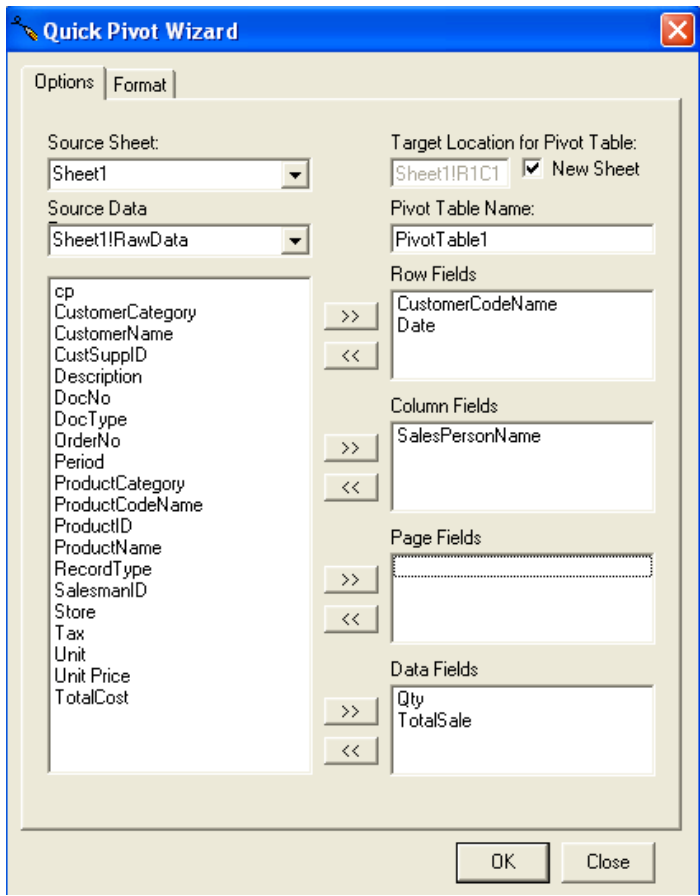 Quick Pivot Wizard
Options
Format
Source Sheet:
Sheet1
Source Data
Sheet1!RawData
cp
CustomerCategory
CustomerName
CustSuppID
Description
DocNo
DocType
OrderNo
Period
ProductCategory
ProductCodeName
ProductID
ProductName
RecordType
SalesmanID
Store
Tax
Unit
Unit Price
TotalCost
>>
<<
>>
<<
>>
<<
>>
<<
Target Location for Pivot Table:
Sheet1!R1C1
New Sheet
Pivot Table Name:
PivotTable1
Row Fields
CustomerCodeName
Date
Column Fields
SalesPersonName
Page Fields
Data Fields
Qty
TotalSale
OK
Close